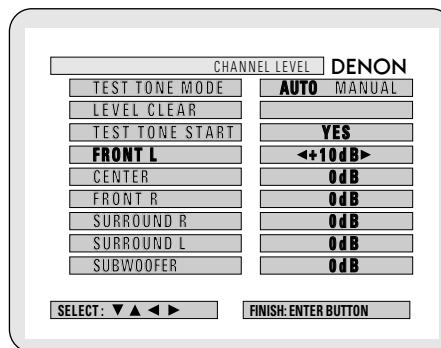 CHANNEL LEVEL DENON
TEST TONE MODE AUTO MANUAL
LEVEL CLEAR
TEST TONE START YES
FRONT L ◄+10dB►
CENTER 0dB
FRONT R 0dB
SURROUND R 0dB
SURROUND L 0dB
SUBWOOFER 0dB
SELECT: ▼ ▲ ◄ ► FINISH: ENTER BUTTON